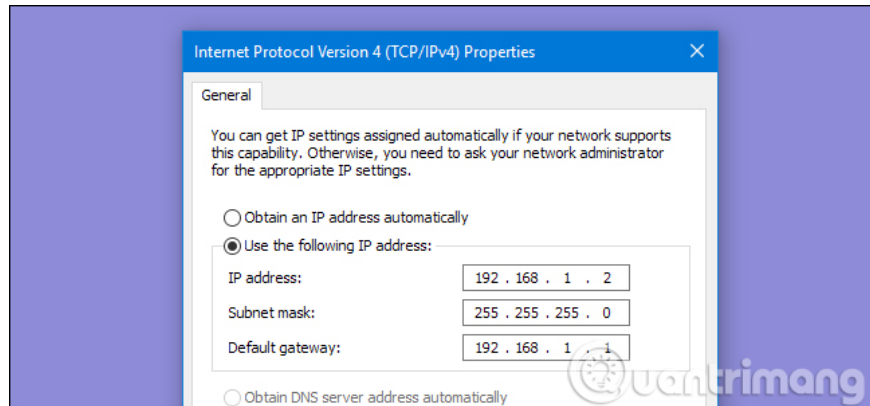 Internet Protocol Version 4 (TCP/IPv4) Properties
General
You can get IP settings assigned automatically if your network supports
this capability. Otherwise, you need to ask your network administrator
for the appropriate IP settings.
Obtain an IP address automatically
Use the following IP address:
IP address: 192 . 168 . 1 . 2
Subnet mask: 255 . 255 . 255 . 0
Default gateway: 192 . 168 . 1 . 1
Quantrimang
Obtain DNS server address automatically